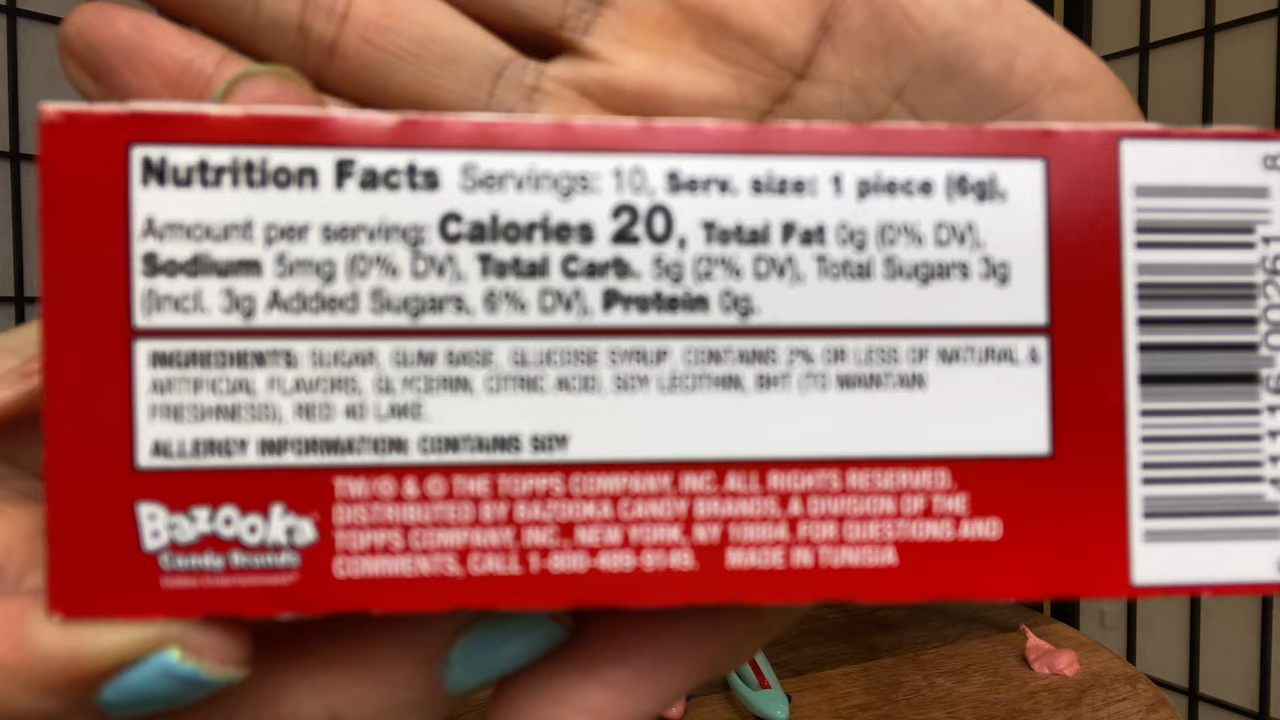 Nutrition Facts Servings: 10, Serv. size: 1 piece (6g),
Amount per serving: Calories 20, Total Fat 0g (0% DV),
Sodium 5mg (0% DV), Total Carb. 5g (2% DV), Total Sugars 3g
(Incl. 3g Added Sugars, 6% DV), Protein 0g.
INGREDIENTS: SUGAR, GUM BASE, GLUCOSE SYRUP, CONTAINS 2% OR LESS OF NATURAL &
ARTIFICIAL FLAVORS, GLYCERIN, CITRIC ACID, SOY LECITHIN, BHT (TO MAINTAIN
FRESHNESS), RED 40 LAKE.
ALLERGY INFORMATION: CONTAINS SOY
Bazooka
Candy Brands
TM/® & © THE TOPPS COMPANY, INC. ALL RIGHTS RESERVED.
DISTRIBUTED BY BAZOOKA CANDY BRANDS, A DIVISION OF THE
TOPPS COMPANY, INC., NEW YORK, NY 10004. FOR QUESTIONS AND
COMMENTS, CALL 1-800-489-9149. MADE IN TUNISIA